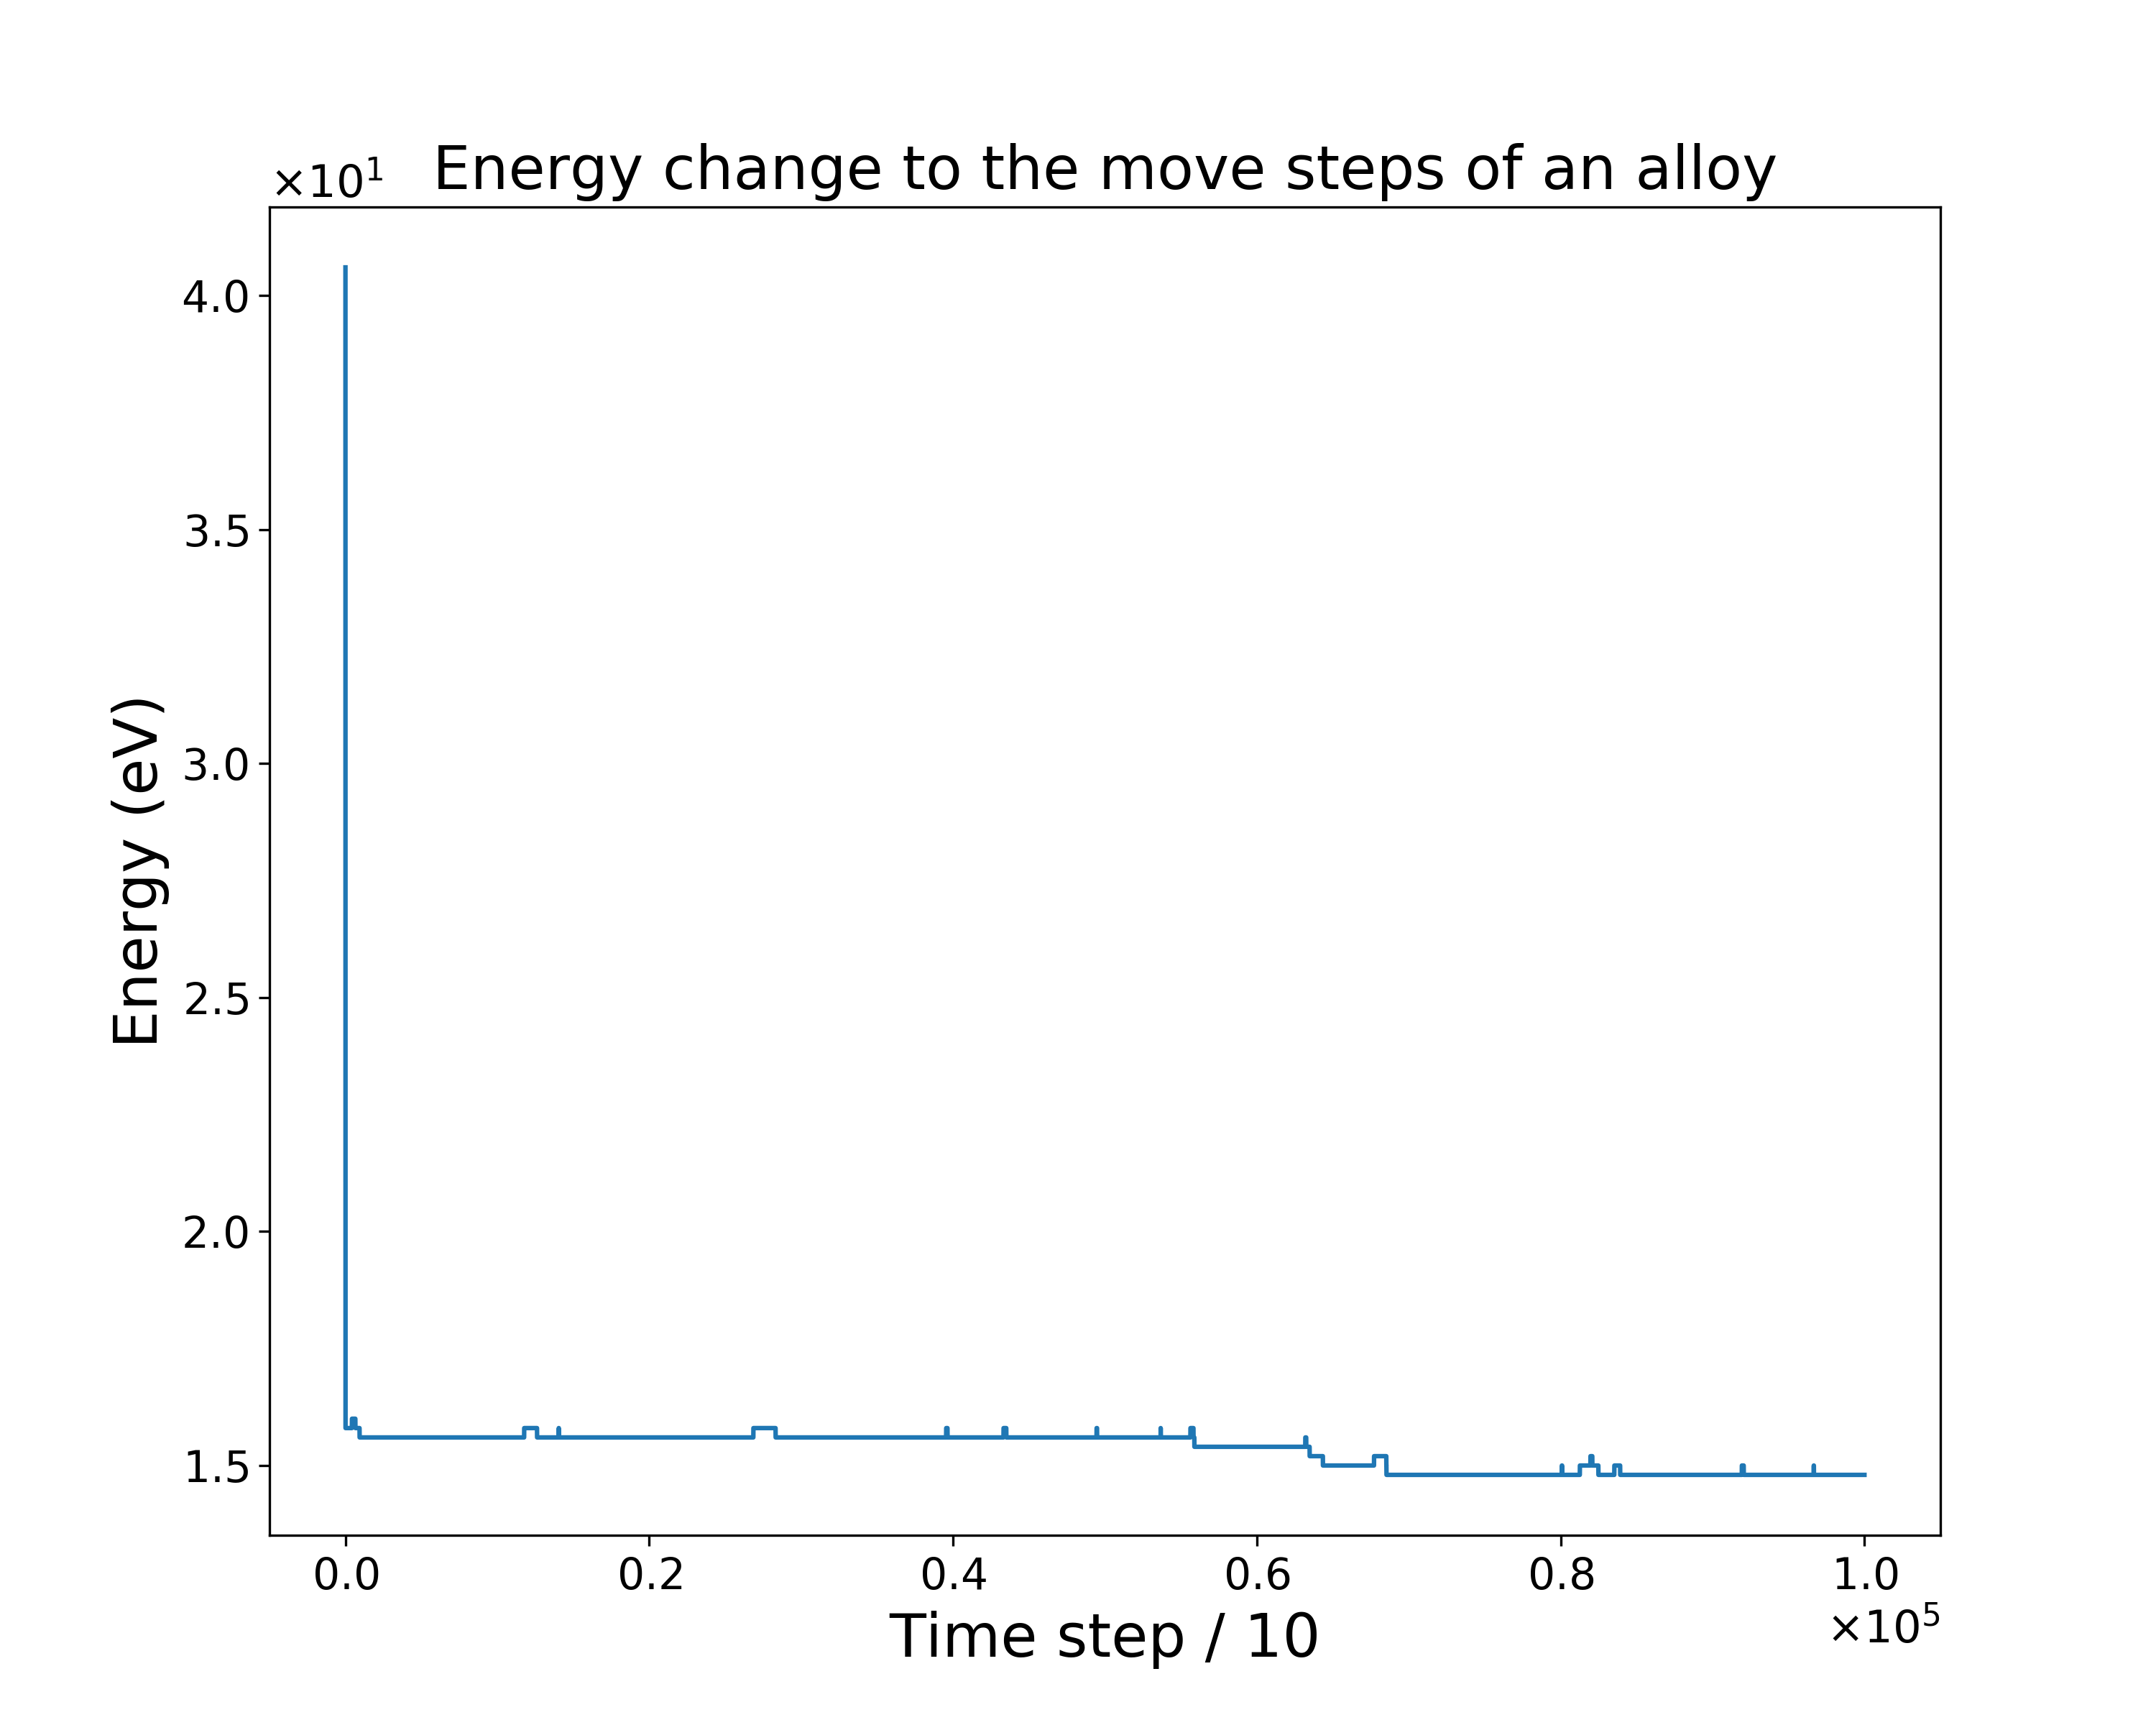 ×10¹ Energy change to the move steps of an alloy
4.0
3.5
3.0
2.5
2.0
1.5
Energy (eV)
0.0 0.2 0.4 0.6 0.8 1.0
×10⁵
Time step / 10